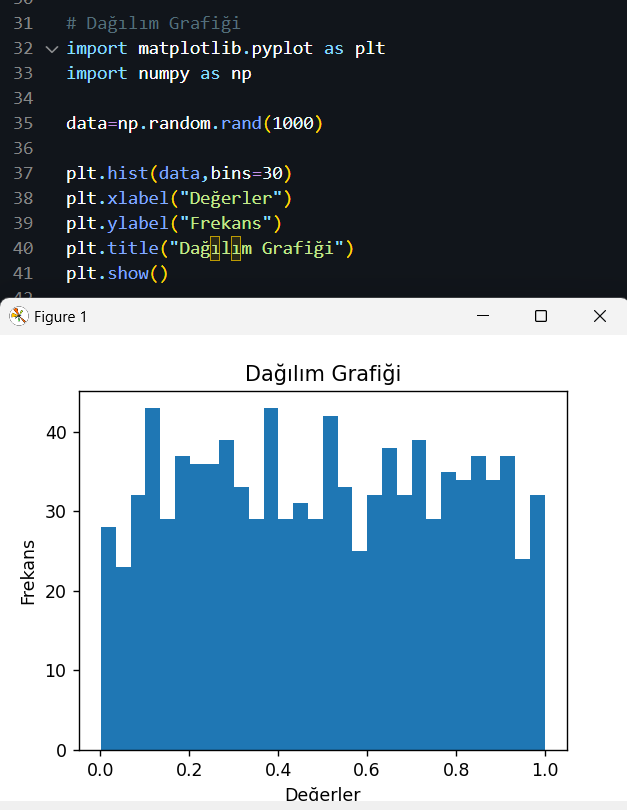 31 # Dağılım Grafiği
32 import matplotlib.pyplot as plt
33 import numpy as np
34
35 data=np.random.rand(1000)
36
37 plt.hist(data,bins=30)
38 plt.xlabel("Değerler")
39 plt.ylabel("Frekans")
40 plt.title("Dağılım Grafiği")
41 plt.show()
Figure 1
Dağılım Grafiği
40
30
20
10
0
Frekans
0.0 0.2 0.4 0.6 0.8 1.0
Değerler